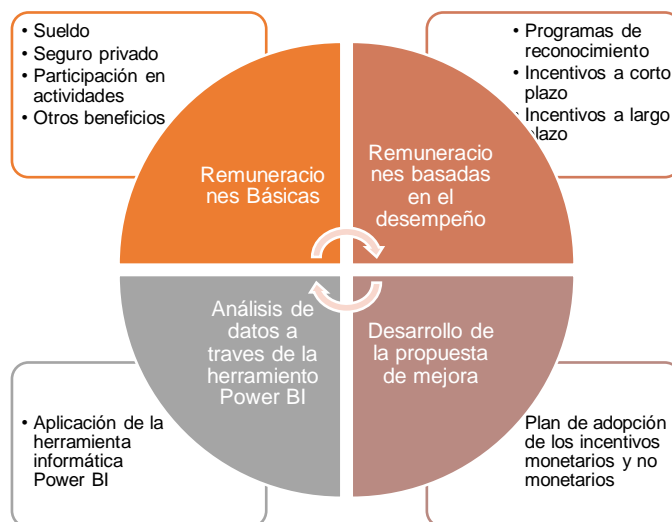 • Sueldo
• Seguro privado
• Participación en
actividades
• Otros beneficios
• Programas de
reconocimiento
• Incentivos a corto
plazo
• Incentivos a largo
plazo
Remuneracio
nes Básicas
Remuneracio
nes basadas
en el
desempeño
Análisis de
datos a
traves de la
herramiento
Power BI
Desarrollo de
la propuesta
de mejora
• Aplicación de la
herramienta
informática
Power BI
Plan de adopción
de los incentivos
monetarios y no
monetarios